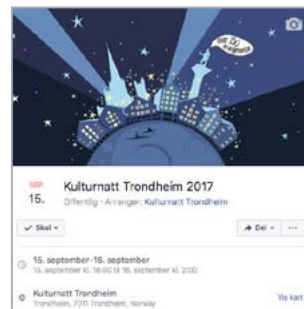 SEP.
15.
Kulturnatt Trondheim 2017
Offentlig · Arrangør: Kulturnatt Trondheim
✓ Skal
Del
15. september–16. september
15. september kl. 16:00 til 16. september kl. 2:00
Kulturnatt Trondheim
Trondheim, 7011 Trondheim, Norway
Vis kart